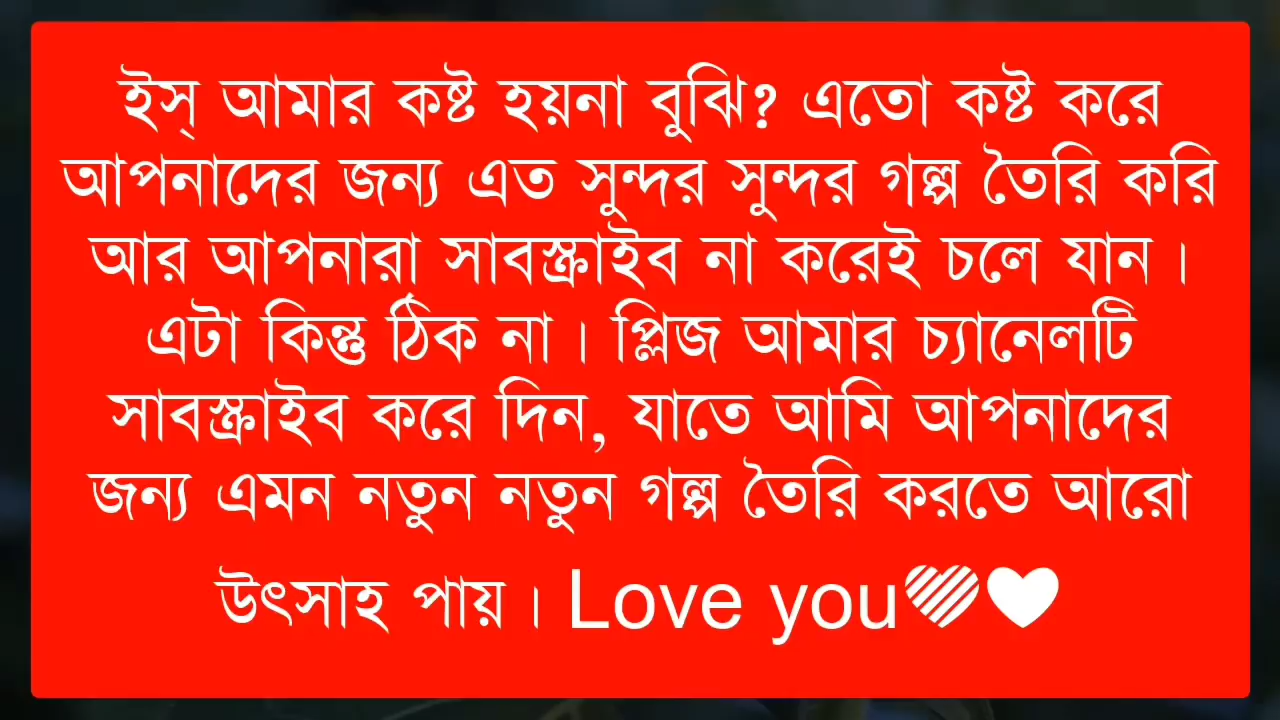 ইস্ আমার কষ্ট হয়না বুঝি? এতো কষ্ট করে
আপনাদের জন্য এত সুন্দর সুন্দর গল্প তৈরি করি
আর আপনারা সাবস্ক্রাইব না করেই চলে যান।
এটা কিন্তু ঠিক না। প্লিজ আমার চ্যানেলটি
সাবস্ক্রাইব করে দিন, যাতে আমি আপনাদের
জন্য এমন নতুন নতুন গল্প তৈরি করতে আরো
উৎসাহ পায়। Love you